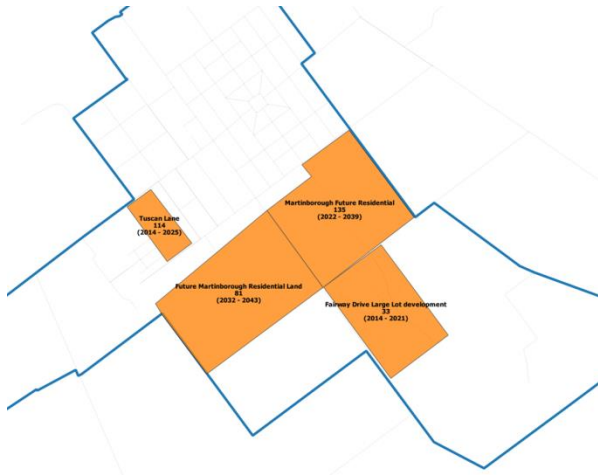 Martinborough Future Residential
135
(2022 - 2039)
Tuscan Lane
114
(2014 - 2025)
Future Martinborough Residential Land
81
(2032 - 2043)
Fairway Drive Large Lot development
33
(2014 - 2021)